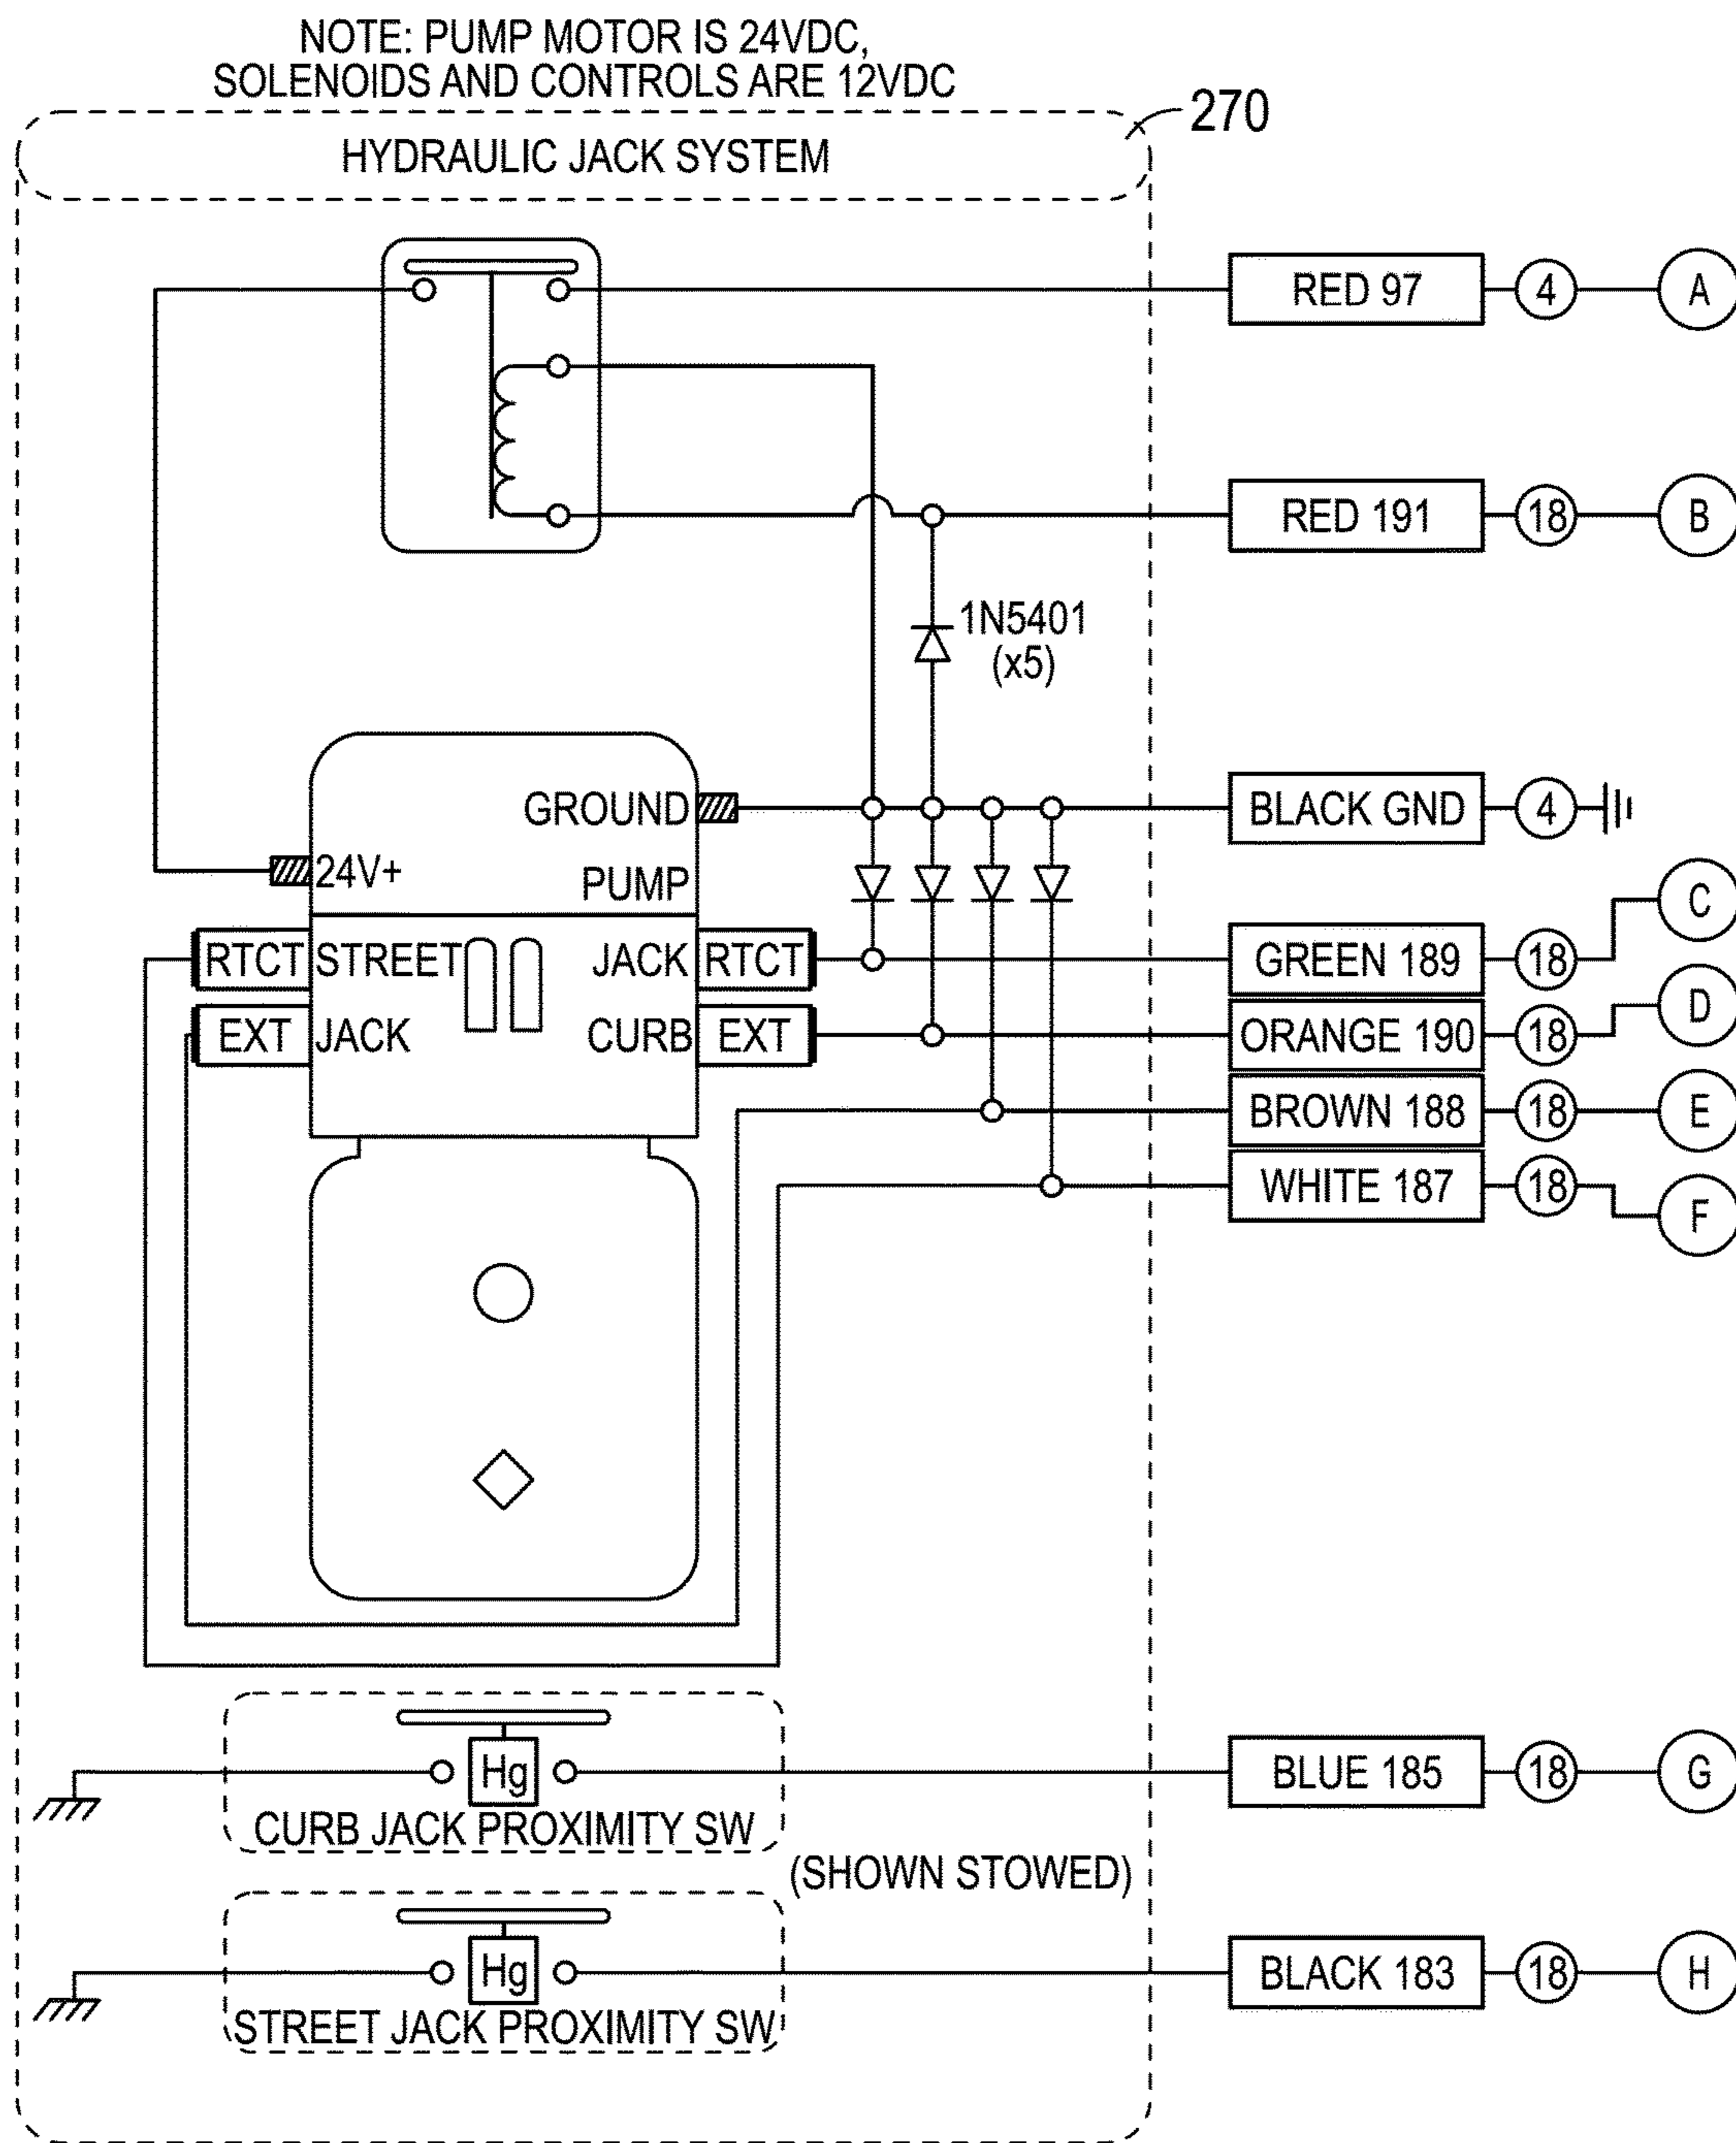 NOTE: PUMP MOTOR IS 24VDC,
SOLENOIDS AND CONTROLS ARE 12VDC
270
HYDRAULIC JACK SYSTEM
RED 97 4 A
RED 191 18 B
1N5401
(x5)
GROUND BLACK GND 4
24V+ PUMP
C
RTCT STREET JACK RTCT GREEN 189 18
D
EXT JACK CURB EXT ORANGE 190 18
BROWN 188 18 E
WHITE 187 18 F
Hg BLUE 185 18 G
CURB JACK PROXIMITY SW
(SHOWN STOWED)
Hg BLACK 183 18 H
STREET JACK PROXIMITY SW